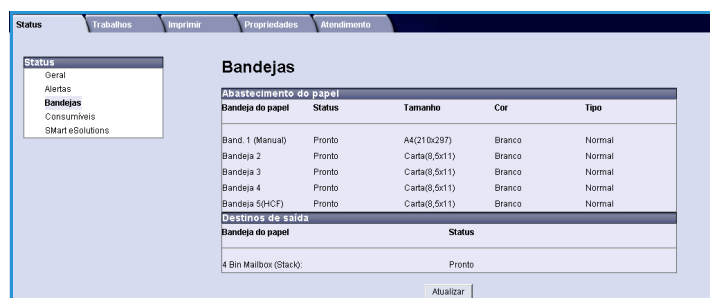 Status Trabalhos Imprimir Propriedades Atendimento
Status
Geral
Alertas
Bandejas
Consumíveis
SMart eSolutions
Bandejas
Abastecimento do papel
Bandeja do papel Status Tamanho Cor Tipo
Band. 1 (Manual) Pronto A4(210x297) Branco Normal
Bandeja 2 Pronto Carta(8,5x11) Branco Normal
Bandeja 3 Pronto Carta(8,5x11) Branco Normal
Bandeja 4 Pronto Carta(8,5x11) Branco Normal
Bandeja 5(HCF) Pronto Carta(8,5x11) Branco Normal
Destinos de saída
Bandeja do papel Status
4 Bin Mailbox (Stack): Pronto
Atualizar